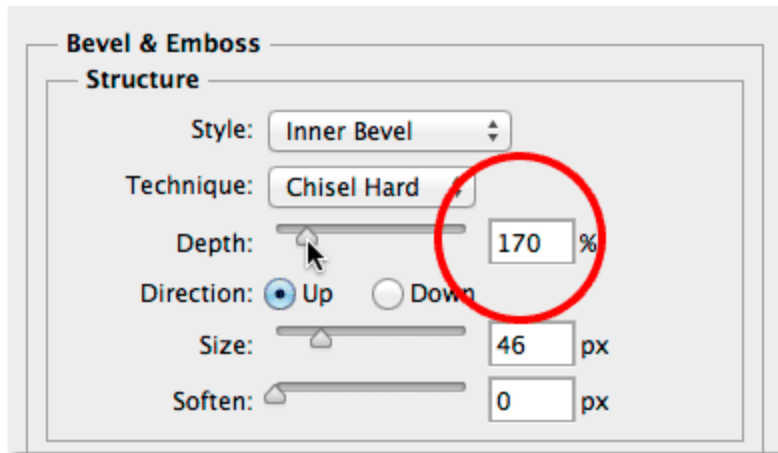 Bevel & Emboss
Structure
Style: Inner Bevel
Technique: Chisel Hard
Depth: 170 %
Direction: Up Down
Size: 46 px
Soften: 0 px